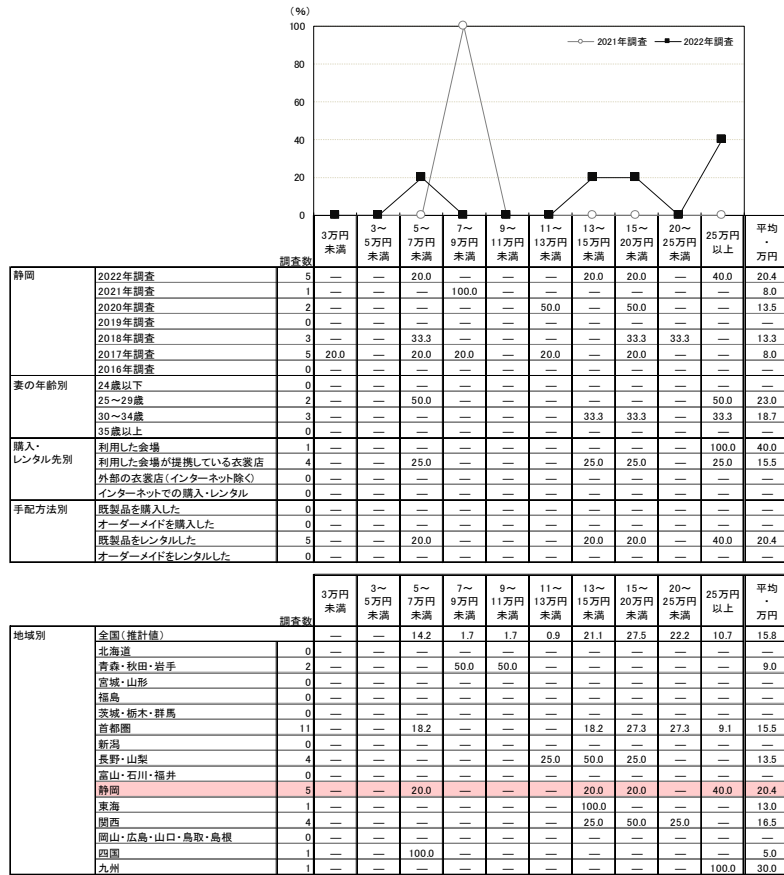 (%)
100
80
60
40
20
0
2021年調査 2022年調査
調査数 3万円未満 3～5万円未満 5～7万円未満 7～9万円未満 9～11万円未満 11～13万円未満 13～15万円未満 15～20万円未満 20～25万円未満 25万円以上 平均・万円
静岡 2022年調査 5 — — 20.0 — — — 20.0 20.0 — 40.0 20.4
2021年調査 1 — — — 100.0 — — — — — — 8.0
2020年調査 2 — — — — — 50.0 — 50.0 — — 13.5
2019年調査 0 — — — — — — — — — — —
2018年調査 3 — — 33.3 — — — — 33.3 33.3 — 13.3
2017年調査 5 20.0 — 20.0 20.0 — 20.0 — 20.0 — — 8.0
2016年調査 0 — — — — — — — — — — —
妻の年齢別 24歳以下 0 — — — — — — — — — — —
25～29歳 2 — — 50.0 — — — — — — 50.0 23.0
30～34歳 3 — — — — — — 33.3 33.3 — 33.3 18.7
35歳以上 0 — — — — — — — — — — —
購入・レンタル先別 利用した会場 1 — — — — — — — — — 100.0 40.0
利用した会場が提携している衣裳店 4 — — 25.0 — — — 25.0 25.0 — 25.0 15.5
外部の衣裳店(インターネット除く) 0 — — — — — — — — — — —
インターネットでの購入・レンタル 0 — — — — — — — — — — —
手配方法別 既製品を購入した 0 — — — — — — — — — — —
オーダーメイドを購入した 0 — — — — — — — — — — —
既製品をレンタルした 5 — — 20.0 — — — 20.0 20.0 — 40.0 20.4
オーダーメイドをレンタルした 0 — — — — — — — — — — —
調査数 3万円未満 3～5万円未満 5～7万円未満 7～9万円未満 9～11万円未満 11～13万円未満 13～15万円未満 15～20万円未満 20～25万円未満 25万円以上 平均・万円
地域別 全国(推計値) — — 14.2 1.7 1.7 0.9 21.1 27.5 22.2 10.7 15.8
北海道 0 — — — — — — — — — — —
青森・秋田・岩手 2 — — — 50.0 50.0 — — — — — 9.0
宮城・山形 0 — — — — — — — — — — —
福島 0 — — — — — — — — — — —
茨城・栃木・群馬 0 — — — — — — — — — — —
首都圏 11 — — 18.2 — — — 18.2 27.3 27.3 9.1 15.5
新潟 0 — — — — — — — — — — —
長野・山梨 4 — — — — — 25.0 50.0 25.0 — — 13.5
富山・石川・福井 0 — — — — — — — — — — —
静岡 5 — — 20.0 — — — 20.0 20.0 — 40.0 20.4
東海 1 — — — — — — 100.0 — — — 13.0
関西 4 — — — — — — 25.0 50.0 25.0 — 16.5
岡山・広島・山口・鳥取・島根 0 — — — — — — — — — — —
四国 1 — — 100.0 — — — — — — — 5.0
九州 1 — — — — — — — — — 100.0 30.0